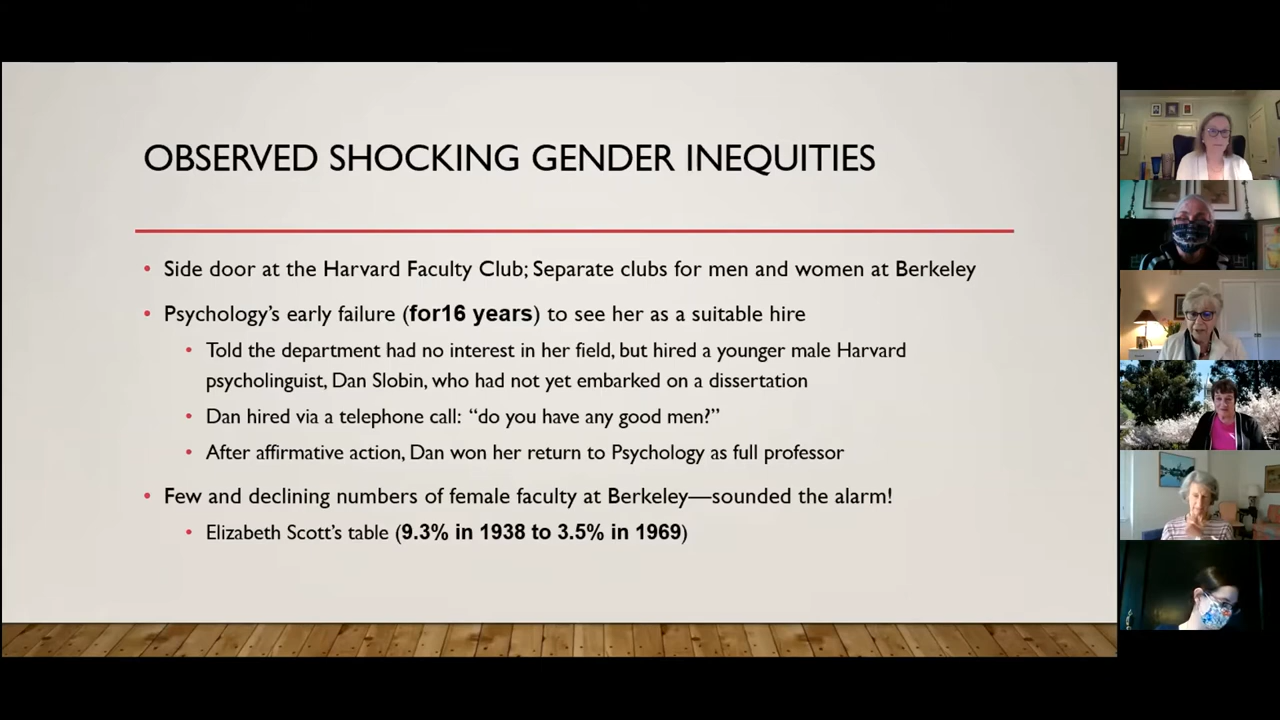 OBSERVED SHOCKING GENDER INEQUITIES
• Side door at the Harvard Faculty Club; Separate clubs for men and women at Berkeley
• Psychology's early failure (for16 years) to see her as a suitable hire
• Told the department had no interest in her field, but hired a younger male Harvard
psycholinguist, Dan Slobin, who had not yet embarked on a dissertation
• Dan hired via a telephone call: “do you have any good men?”
• After affirmative action, Dan won her return to Psychology as full professor
• Few and declining numbers of female faculty at Berkeley—sounded the alarm!
• Elizabeth Scott's table (9.3% in 1938 to 3.5% in 1969)